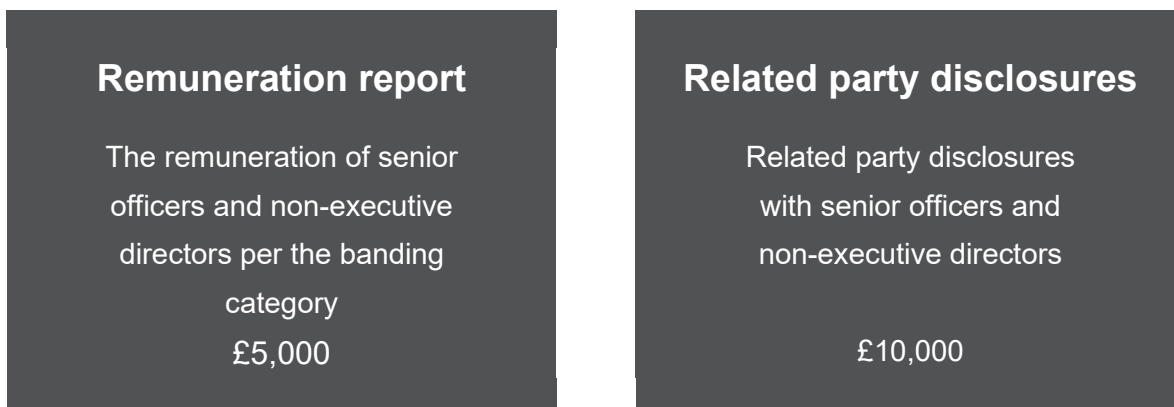 Remuneration report
The remuneration of senior
officers and non-executive
directors per the banding
category
£5,000
Related party disclosures
Related party disclosures
with senior officers and
non-executive directors
£10,000